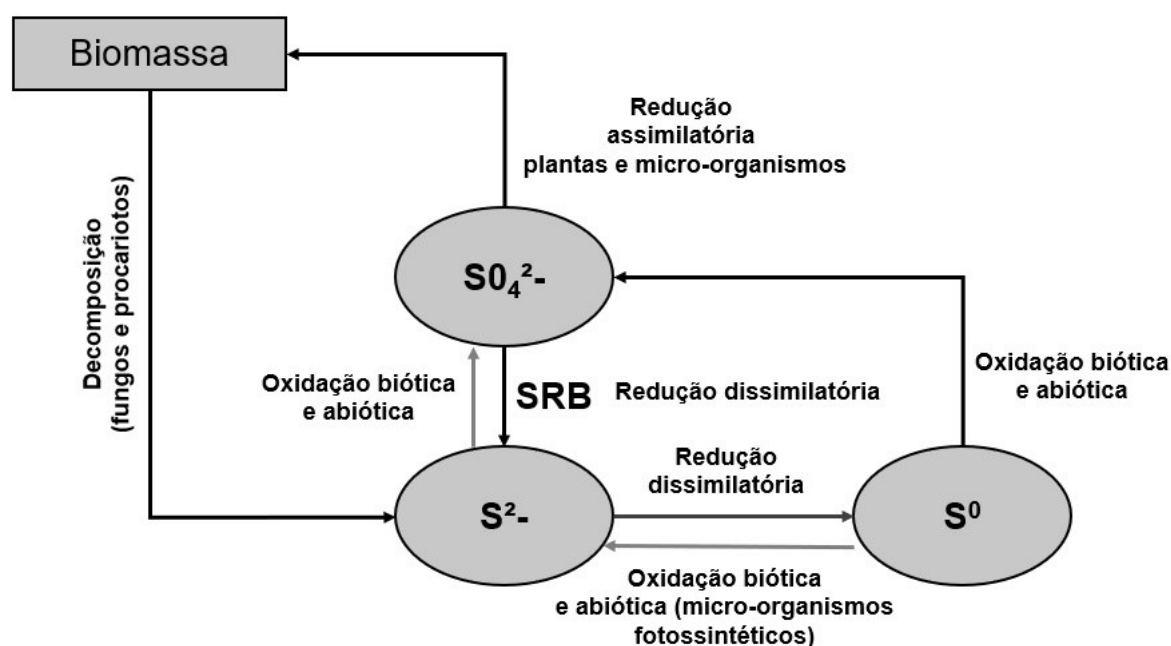 Biomassa
Redução
assimilatória
plantas e micro-organismos
Decomposição
(fungos e procariotos)
S0₄²-
Oxidação biótica
e abiótica
SRB
Redução dissimilatória
Oxidação biótica
e abiótica
Redução
dissimilatória
S²-
S⁰
Oxidação biótica
e abiótica (micro-organismos
fotossintéticos)